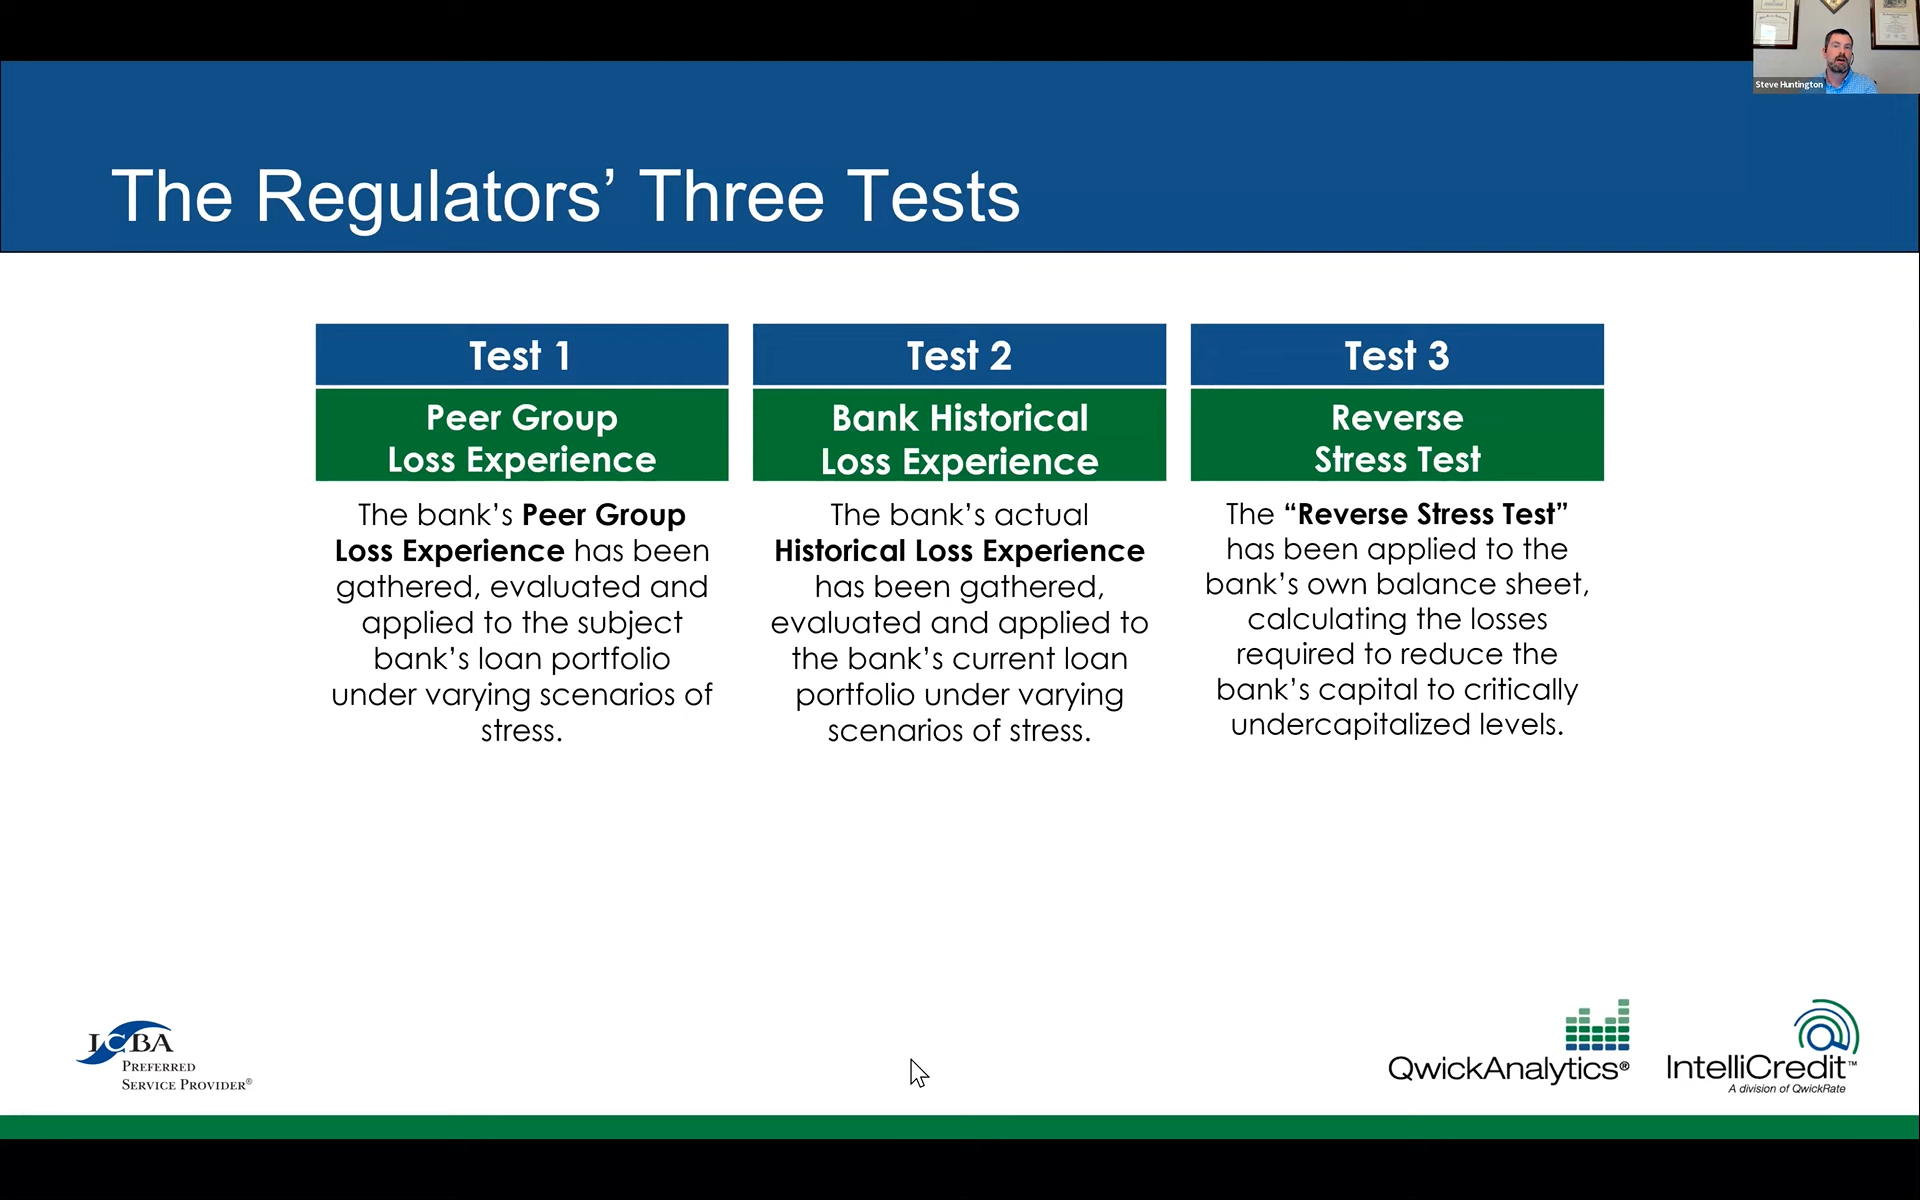 Steve Huntington
The Regulators’ Three Tests
Test 1
Peer Group
Loss Experience
The bank’s Peer Group
Loss Experience has been
gathered, evaluated and
applied to the subject
bank’s loan portfolio
under varying scenarios of
stress.
Test 2
Bank Historical
Loss Experience
The bank’s actual
Historical Loss Experience
has been gathered,
evaluated and applied to
the bank’s current loan
portfolio under varying
scenarios of stress.
Test 3
Reverse
Stress Test
The “Reverse Stress Test”
has been applied to the
bank’s own balance sheet,
calculating the losses
required to reduce the
bank’s capital to critically
undercapitalized levels.
ICBA
PREFERRED
SERVICE PROVIDER®
QwickAnalytics®
IntelliCredit™
A division of QwickRate